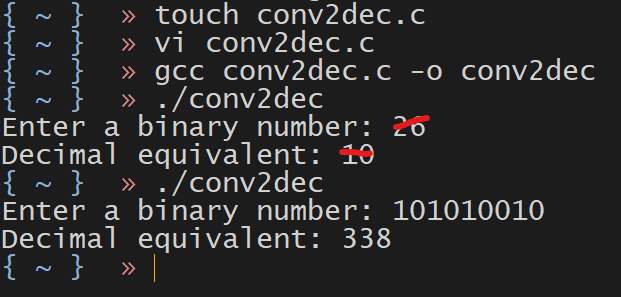 { ~ }  » touch conv2dec.c
{ ~ }  » vi conv2dec.c
{ ~ }  » gcc conv2dec.c -o conv2dec
{ ~ }  » ./conv2dec
Enter a binary number: 26
Decimal equivalent: 10
{ ~ }  » ./conv2dec
Enter a binary number: 101010010
Decimal equivalent: 338
{ ~ }  »